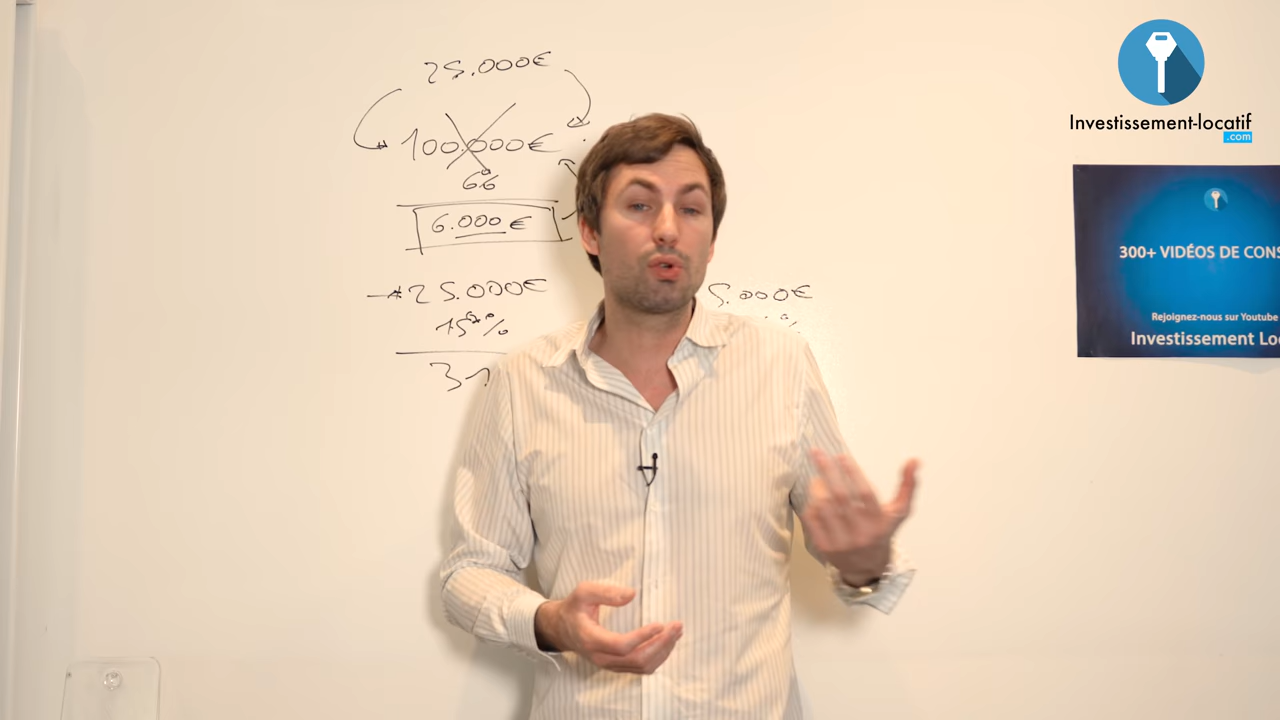 25.000€
100.000€
66
6.000€
25.000€
15
%
31
5.000€
%
Investissement-locatif
.com
300+ VIDÉOS DE CONS
Rejoignez-nous sur Youtube
Investissement Lo